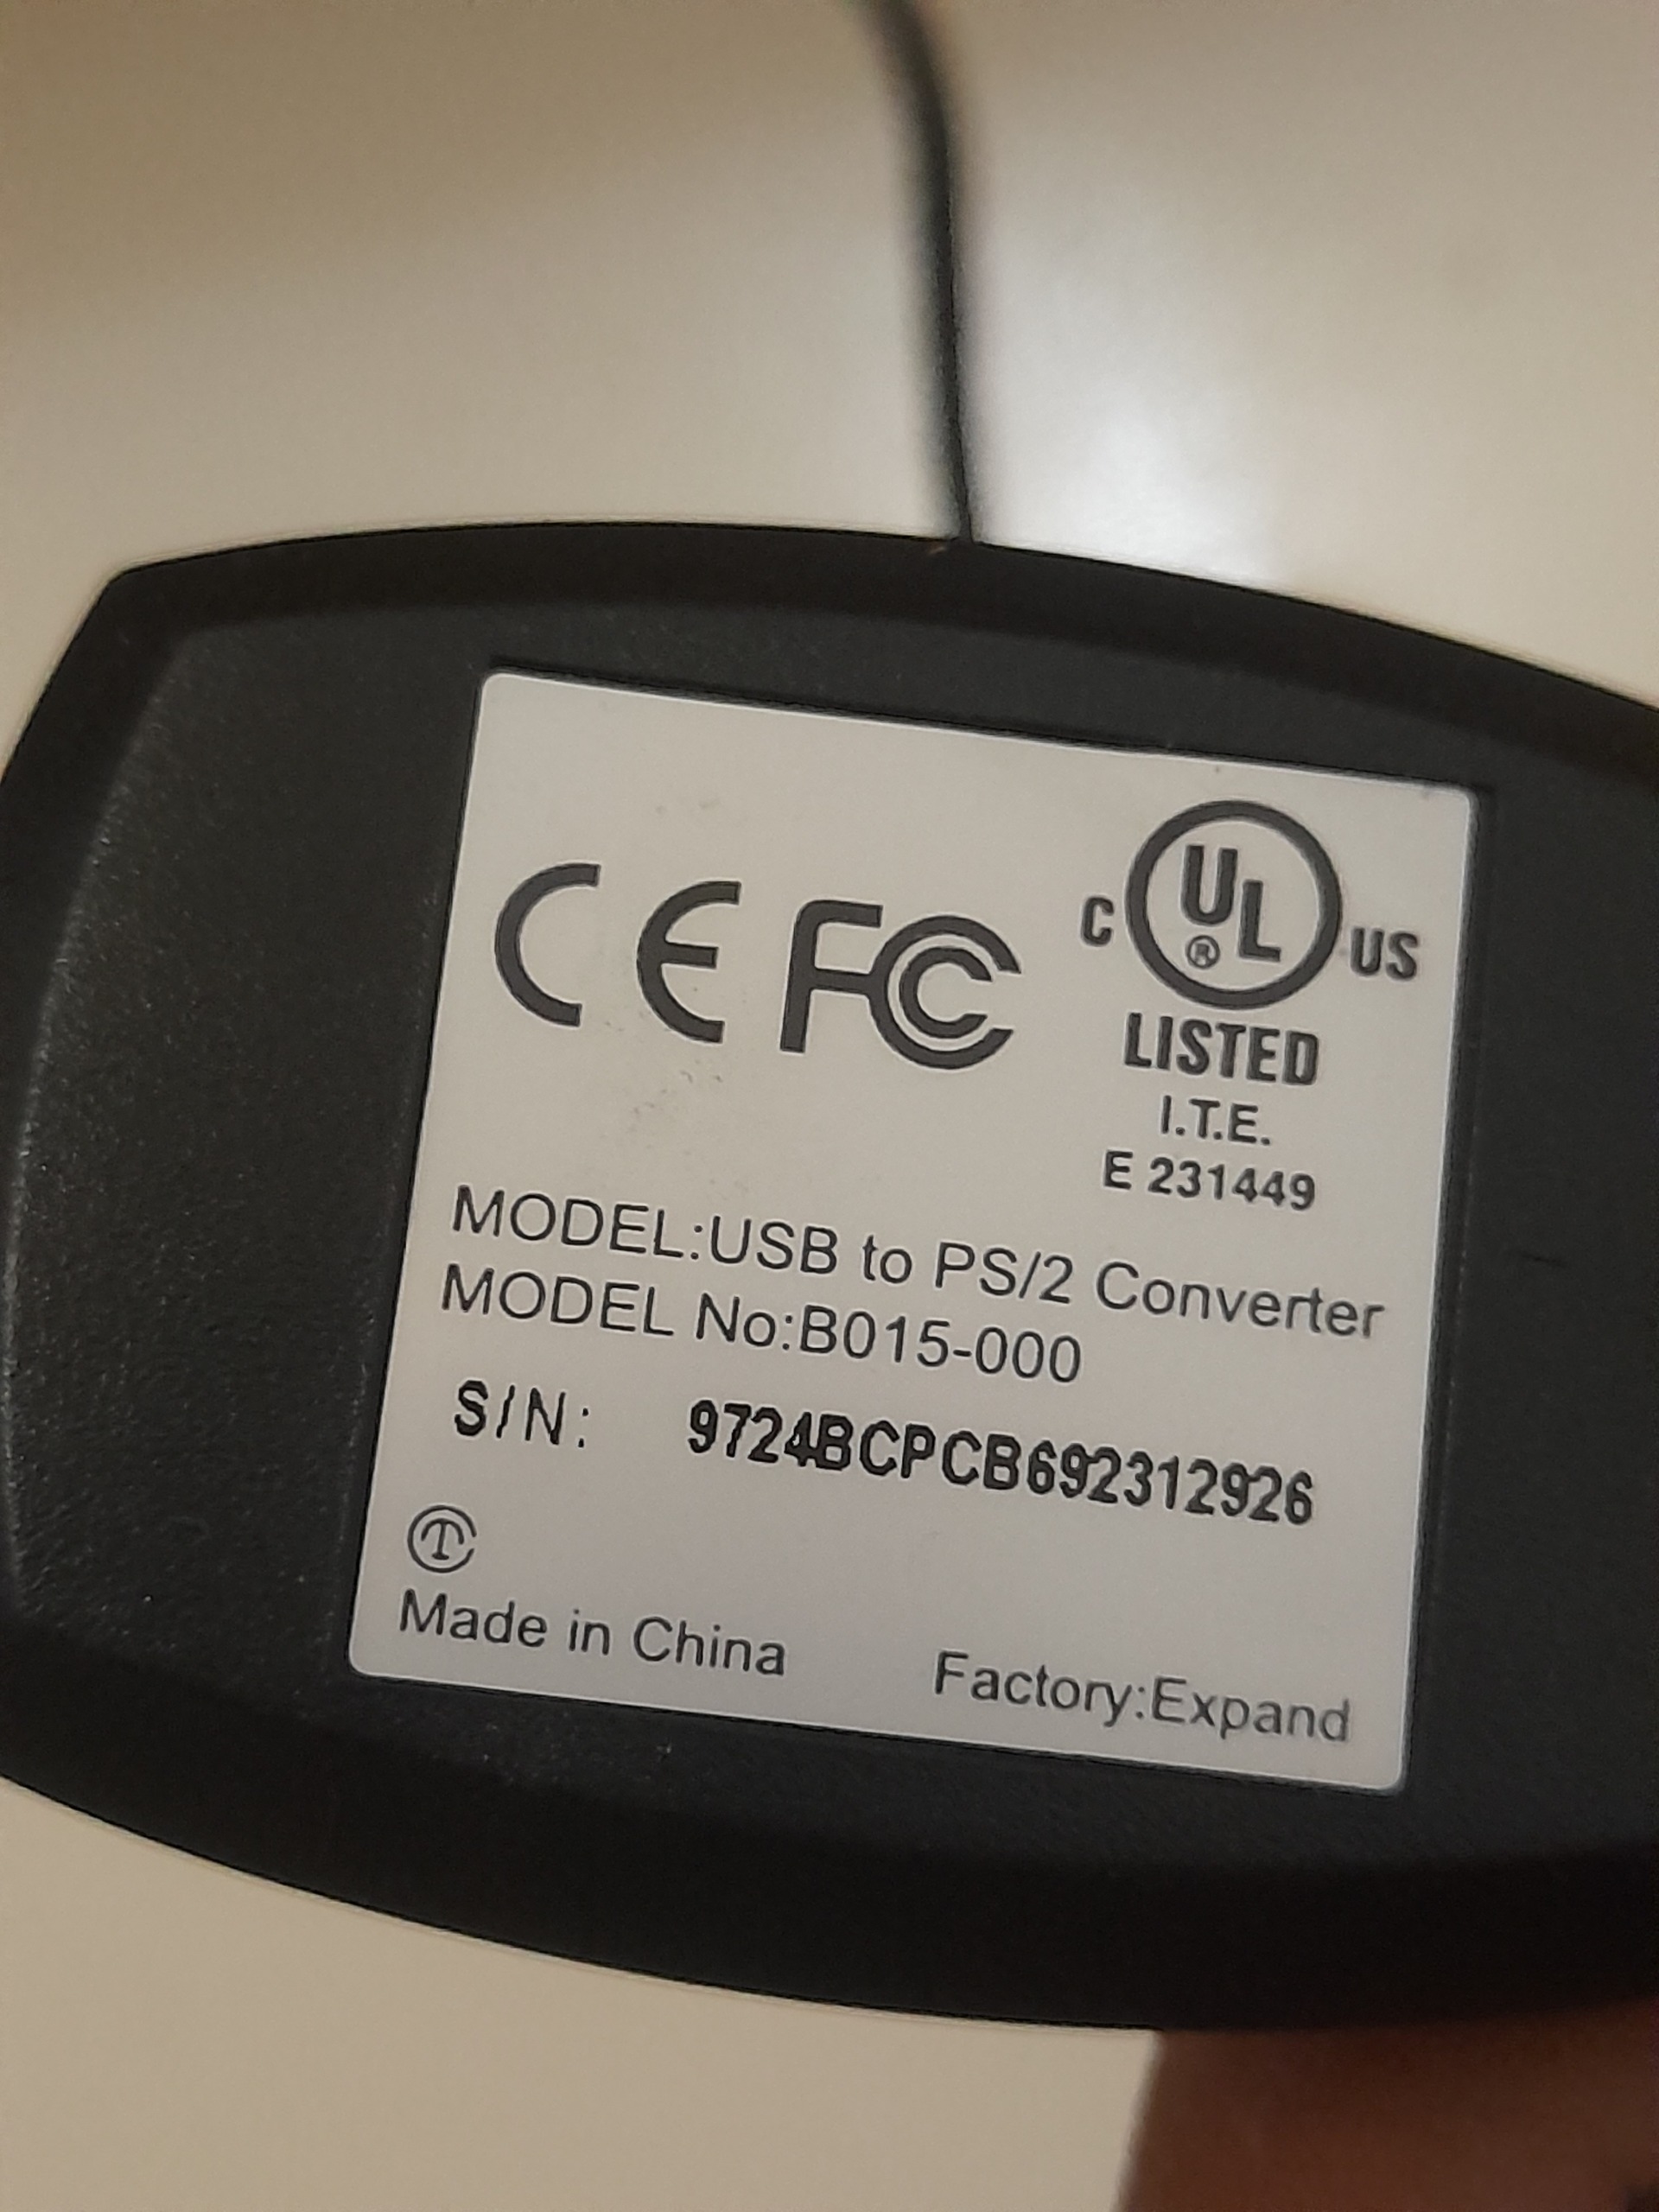 CE FC C UL ® US
LISTED
I.T.E.
E 231449
MODEL:USB to PS/2 Converter
MODEL No:B015-000
S/N: 9724BCPCB692312926
Made in China Factory:Expand